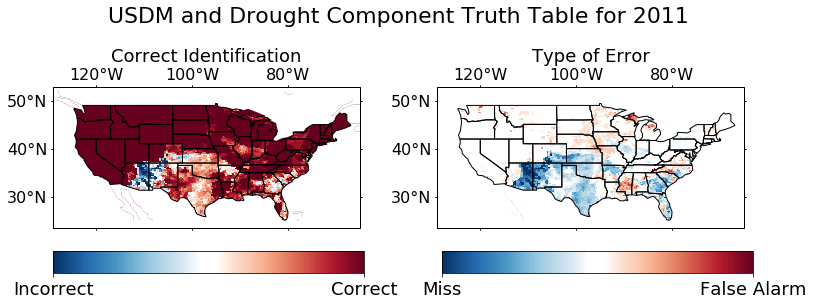 USDM and Drought Component Truth Table for 2011
Correct Identification
120°W 100°W 80°W
50°N
40°N
30°N
Incorrect Correct
Type of Error
120°W 100°W 80°W
50°N
40°N
30°N
Miss False Alarm